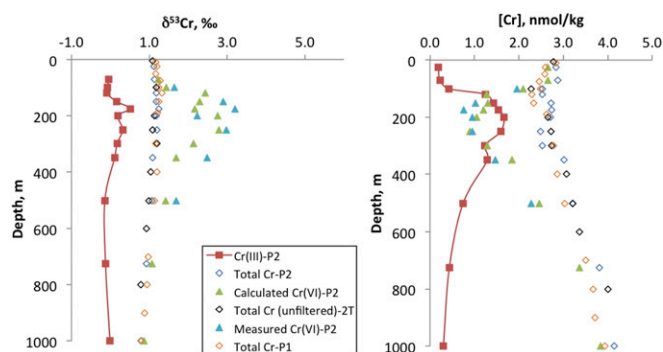 δ⁵³Cr, ‰
-1.0 1.0 3.0 5.0
0
200
400
600
800
1000
Depth, m
Cr(III)-P2
Total Cr-P2
Calculated Cr(VI)-P2
Total Cr (unfiltered)-2T
Measured Cr(VI)-P2
Total Cr-P1
[Cr], nmol/kg
0.0 1.0 2.0 3.0 4.0 5.0
0
200
400
600
800
1000
Depth, m